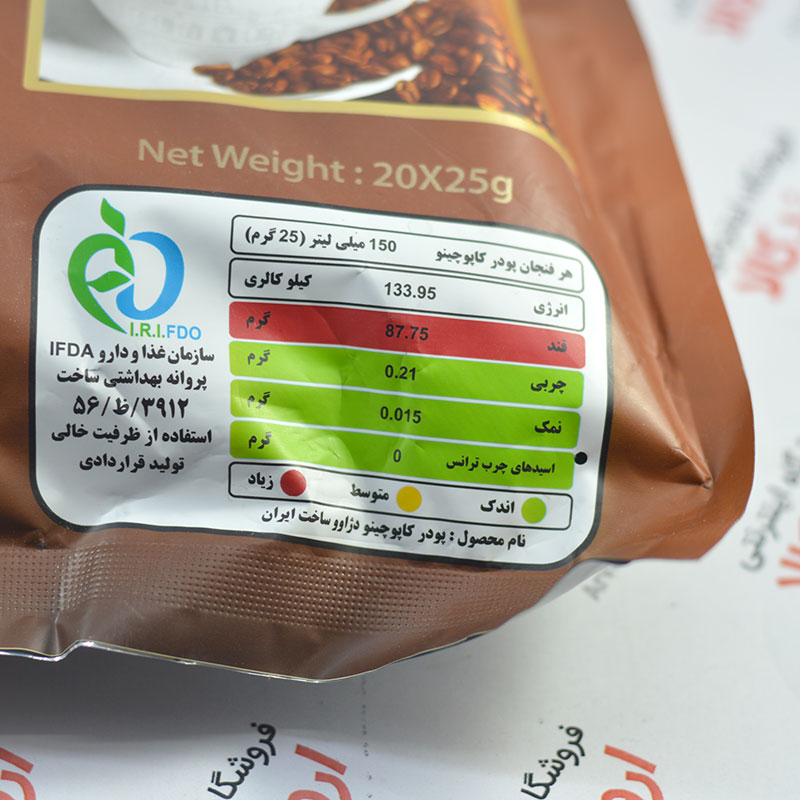 Net Weight : 20X25g
هر فنجان پودر کاپوچینو 150 میلی لیتر (25 گرم)
انرژی 133.95 کیلو کالری
قند 87.75 گرم
چربی 0.21 گرم
نمک 0.015 گرم
اسیدهای چرب ترانس 0 گرم
اندک متوسط زیاد
نام محصول : پودر کاپوچینو دژاوو ساخت ایران
I.R.I.FDO
سازمان غذا و دارو IFDA
پروانه بهداشتی ساخت
۵۶/ظ/۳۹۱۲
استفاده از ظرفیت خالی
تولید قراردادی
فروشگاه
فروشگاه